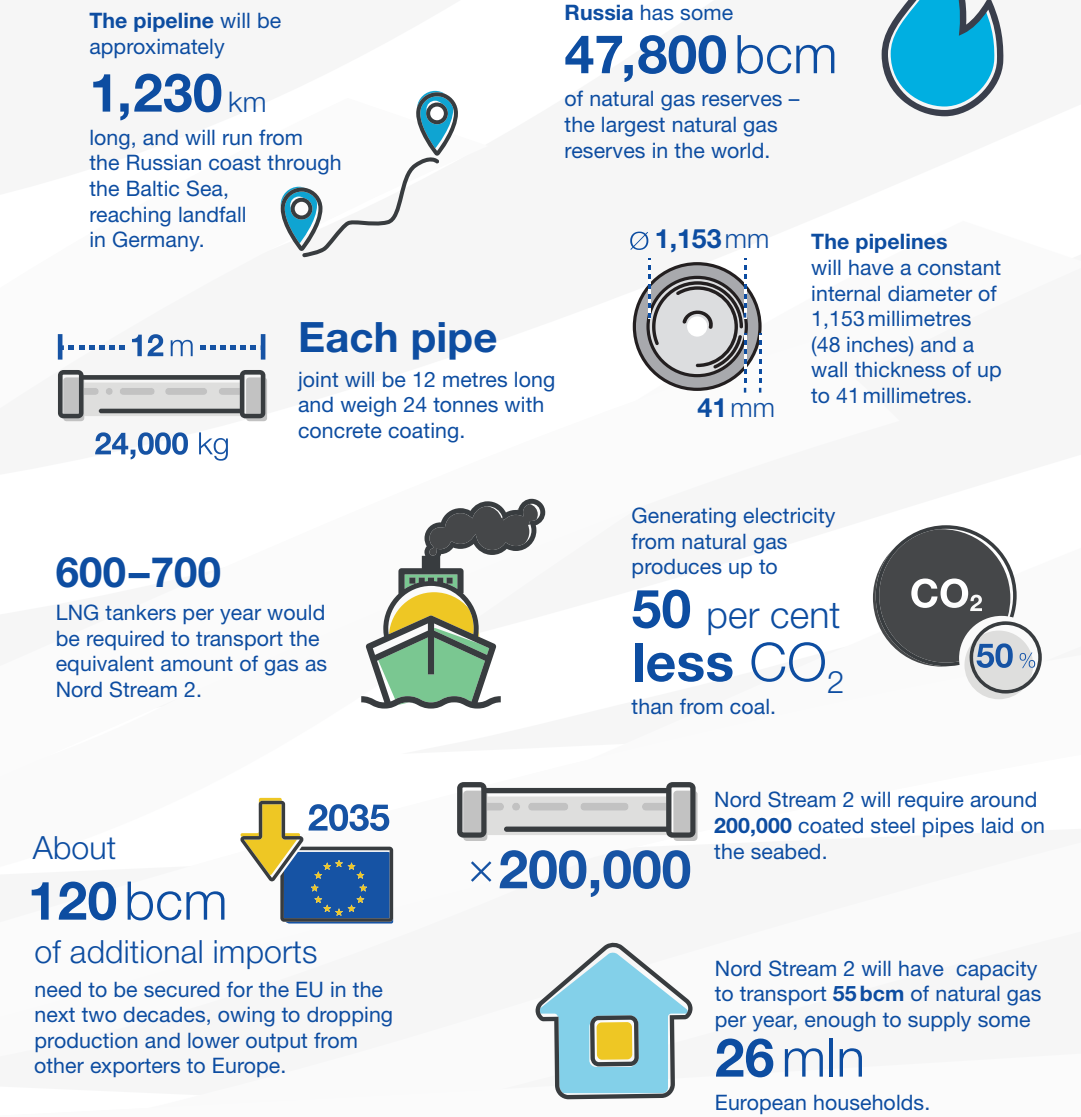 The pipeline will be
approximately
1,230 km
long, and will run from
the Russian coast through
the Baltic Sea,
reaching landfall
in Germany.
Russia has some
47,800 bcm
of natural gas reserves –
the largest natural gas
reserves in the world.
12 m
24,000 kg
Each pipe
joint will be 12 metres long
and weigh 24 tonnes with
concrete coating.
∅ 1,153 mm
41 mm
The pipelines
will have a constant
internal diameter of
1,153 millimetres
(48 inches) and a
wall thickness of up
to 41 millimetres.
600–700
LNG tankers per year would
be required to transport the
equivalent amount of gas as
Nord Stream 2.
Generating electricity
from natural gas
produces up to
50 per cent
less CO₂
than from coal.
CO₂
50 %
About
120 bcm
of additional imports
need to be secured for the EU in the
next two decades, owing to dropping
production and lower output from
other exporters to Europe.
2035
× 200,000
Nord Stream 2 will require around
200,000 coated steel pipes laid on
the seabed.
Nord Stream 2 will have capacity
to transport 55 bcm of natural gas
per year, enough to supply some
26 mln
European households.